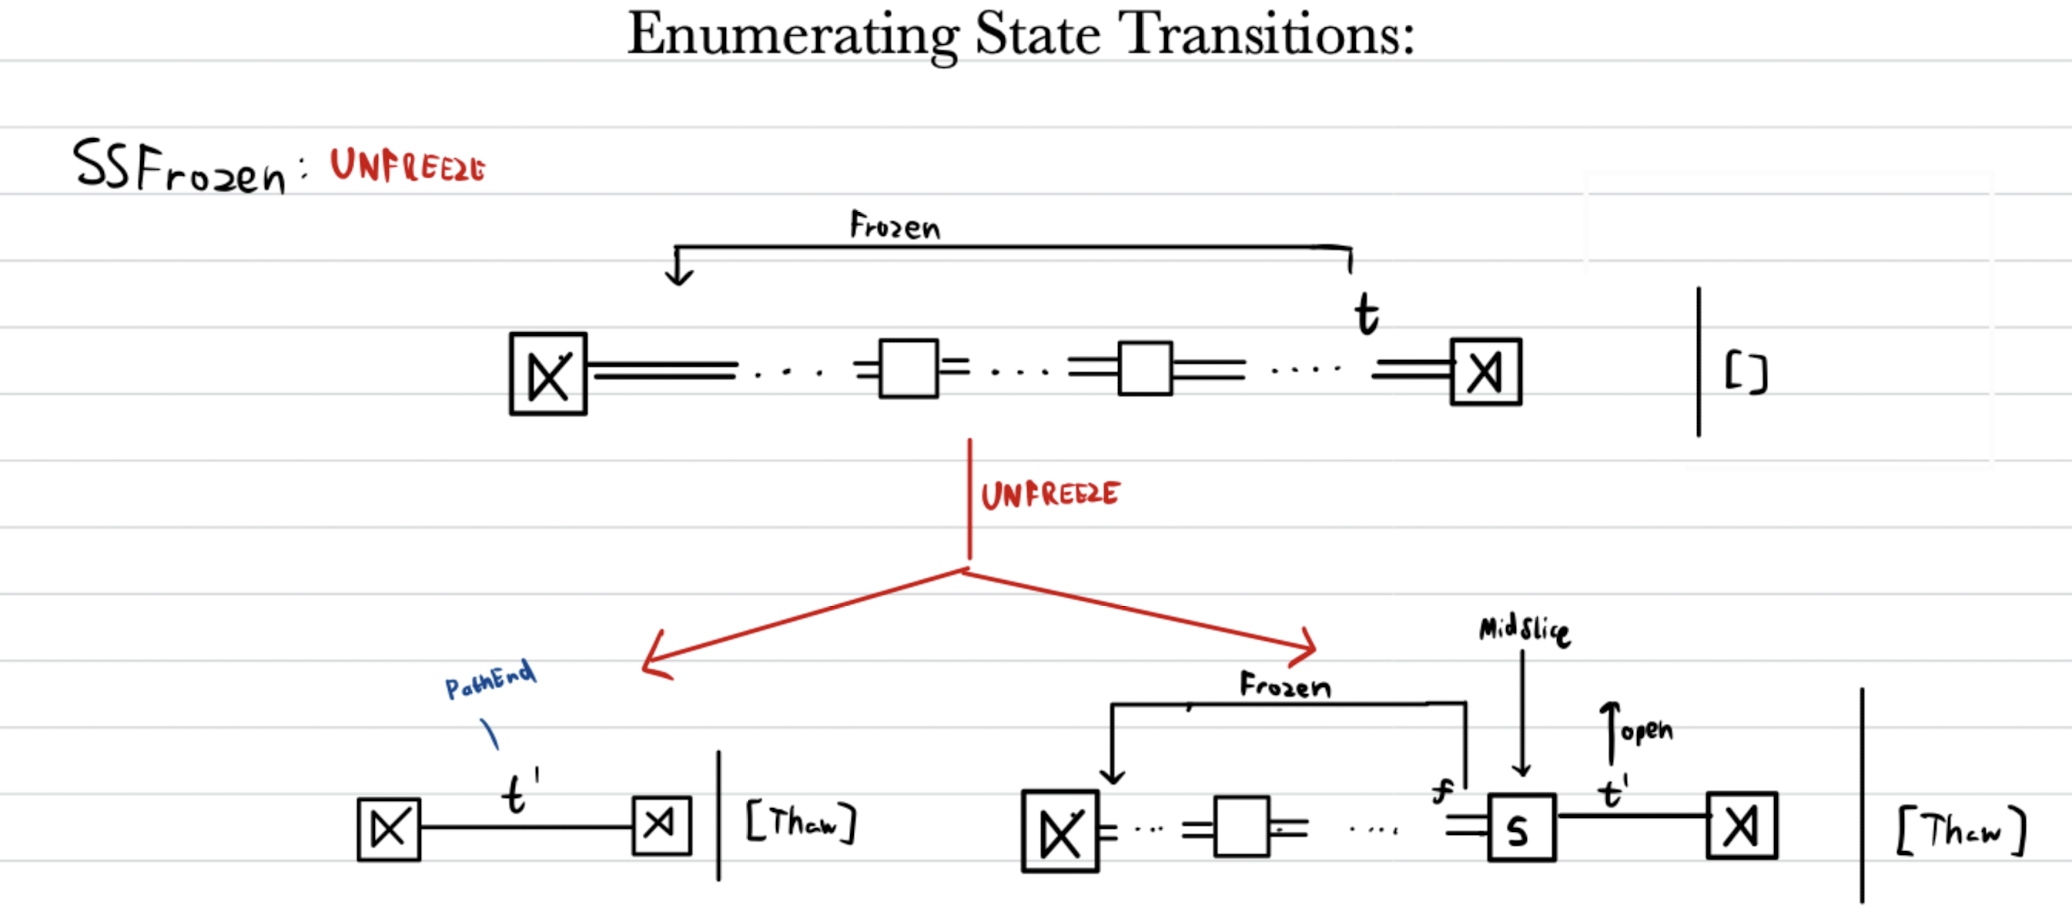 Enumerating State Transitions:
SSFrozen: UNFREEZE
Frozen
t
[]
UNFREEZE
MidSlice
PathEnd
Frozen
open
t'
[Thaw]
f
S
t'
[Thaw]